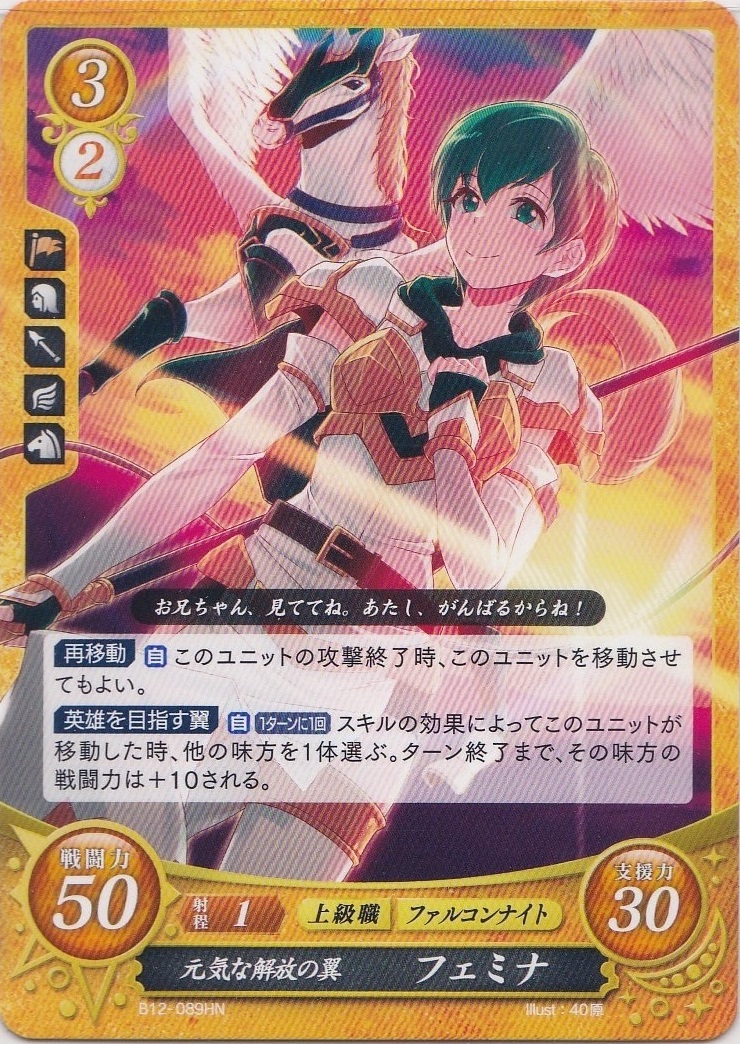 3
2
お兄ちゃん、見ててね。あたし、がんばるからね！
再移動 自 このユニットの攻撃終了時、このユニットを移動させ
てもよい。
英雄を目指す翼 自 1ターンに1回 スキルの効果によってこのユニットが
移動した時、他の味方を1体選ぶ。ターン終了まで、その味方の
戦闘力は＋10される。
戦闘力
50
射程 1
上級職 ファルコンナイト
支援力
30
元気な解放の翼 フェミナ
B12-089HN
Illust：40原